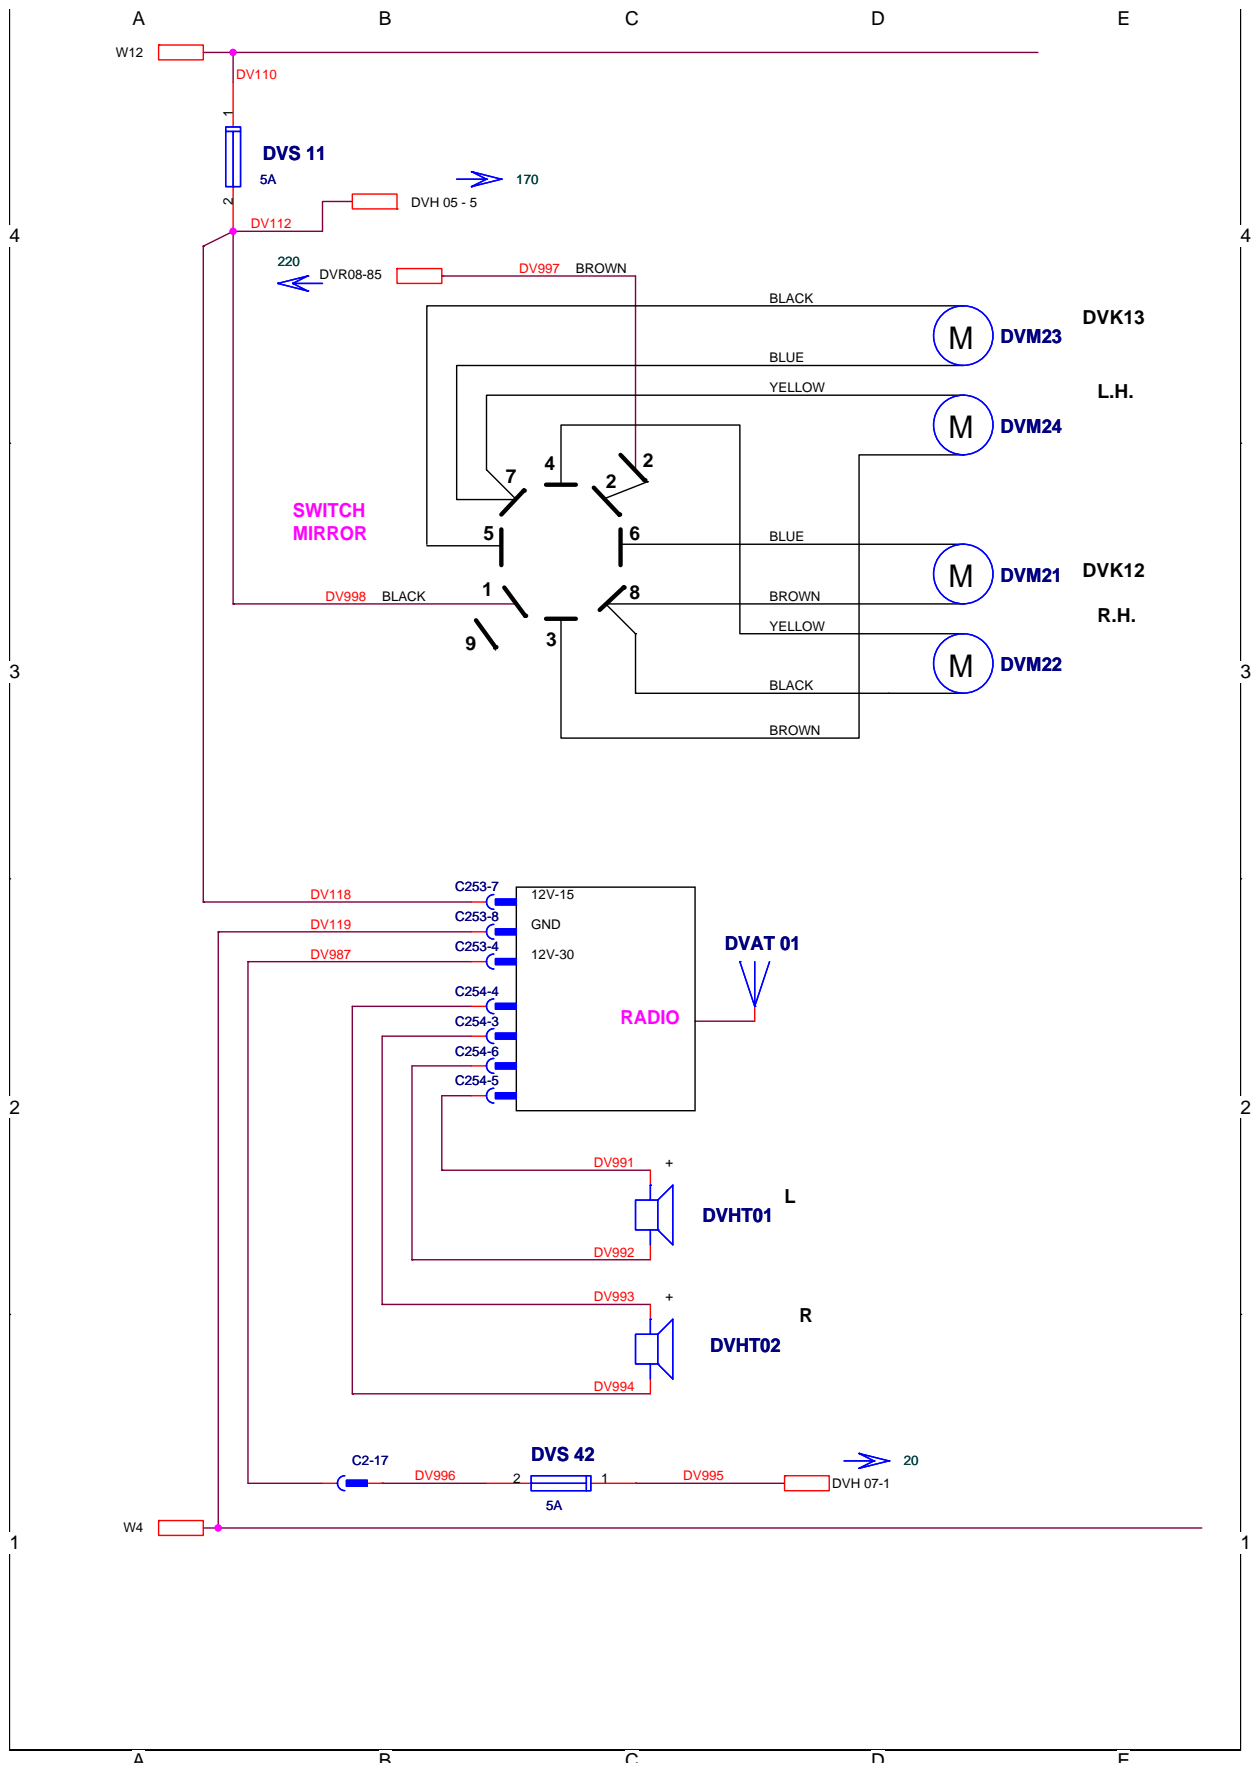 A B C D E
W12
DV110
1
DVS 11
5A
2
170
DVH 05 - 5
DV112
4 4
220
DVR08-85
DV997 BROWN
BLACK
DVK13
M DVM23
BLUE
YELLOW
L.H.
M DVM24
4 2
7 2
SWITCH
MIRROR
5 6
BLUE
DVK12
M DVM21
1 8
DV998 BLACK
BROWN
R.H.
YELLOW
9 3
M DVM22
3 3
BLACK
BROWN
C253-7
DV118
12V-15
C253-8
DV119
GND
C253-4
DV987
12V-30
DVAT 01
C254-4
RADIO
C254-3
C254-6
C254-5
2 2
DV991 +
L
DVHT01
DV992
DV993 +
R
DVHT02
DV994
DVS 42
C2-17
20
DV996
2 1
DV995
DVH 07-1
5A
W4
1 1
A B C D E